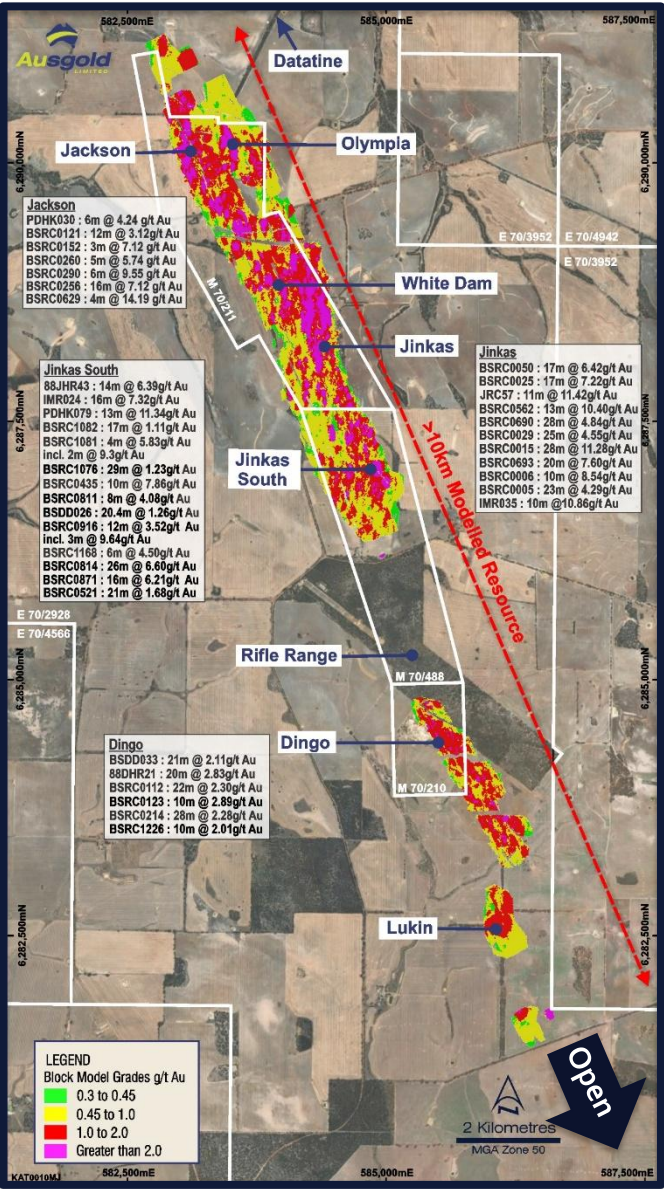 582,500mE
585,000mE
587,500mE
Ausgold
LIMITED
Datatine
Jackson
Olympia
6,290,000mN
6,290,000mN
Jackson
PDHK030 : 6m @ 4.24 g/t Au
BSRC0121 : 12m @ 3.12g/t Au
BSRC0152 : 3m @ 7.12 g/t Au
BSRC0260 : 5m @ 5.74 g/t Au
BSRC0290 : 6m @ 9.55 g/t Au
BSRC0256 : 16m @ 7.12 g/t Au
BSRC0629 : 4m @ 14.19 g/t Au
E 70/3952
E 70/4942
E 70/3952
M 70/211
White Dam
Jinkas
Jinkas
BSRC0050 : 17m @ 6.42g/t Au
BSRC0025 : 17m @ 7.22g/t Au
JRC57 : 11m @ 11.42g/t Au
BSRC0562 : 13m @ 10.40g/t Au
BSRC0690 : 28m @ 4.84g/t Au
BSRC0029 : 25m @ 4.55g/t Au
BSRC0015 : 28m @ 11.28g/t Au
BSRC0693 : 20m @ 7.60g/t Au
BSRC0006 : 10m @ 8.54g/t Au
BSRC0005 : 23m @ 4.29g/t Au
IMR035 : 10m @10.86g/t Au
Jinkas South
88JHR43 : 14m @ 6.39g/t Au
IMR024 : 16m @ 7.32g/t Au
PDHK079 : 13m @ 11.34g/t Au
BSRC1082 : 17m @ 1.11g/t Au
BSRC1081 : 4m @ 5.83g/t Au
incl. 2m @ 9.3g/t Au
BSRC1076 : 29m @ 1.23g/t Au
BSRC0435 : 10m @ 7.86g/t Au
BSRC0811 : 8m @ 4.08g/t Au
BSDD026 : 20.4m @ 1.26g/t Au
BSRC0916 : 12m @ 3.52g/t Au
incl. 3m @ 9.64g/t Au
BSRC1168 : 6m @ 4.50g/t Au
BSRC0814 : 26m @ 6.60g/t Au
BSRC0871 : 16m @ 6.21g/t Au
BSRC0521 : 21m @ 1.68g/t Au
6,287,500mN
6,287,500mN
Jinkas
South
>10km Modelled Resource
E 70/2928
E 70/4566
Rifle Range
M 70/488
6,285,000mN
6,285,000mN
Dingo
Dingo
BSDD033 : 21m @ 2.11g/t Au
88DHR21 : 20m @ 2.83g/t Au
BSRC0112 : 22m @ 2.30g/t Au
BSRC0123 : 10m @ 2.89g/t Au
BSRC0214 : 28m @ 2.28g/t Au
BSRC1226 : 10m @ 2.01g/t Au
M 70/210
Lukin
6,282,500mN
6,282,500mN
LEGEND
Block Model Grades g/t Au
0.3 to 0.45
0.45 to 1.0
1.0 to 2.0
Greater than 2.0
Open
2 Kilometres
MGA Zone 50
KAT0010MJ
582,500mE
585,000mE
587,500mE